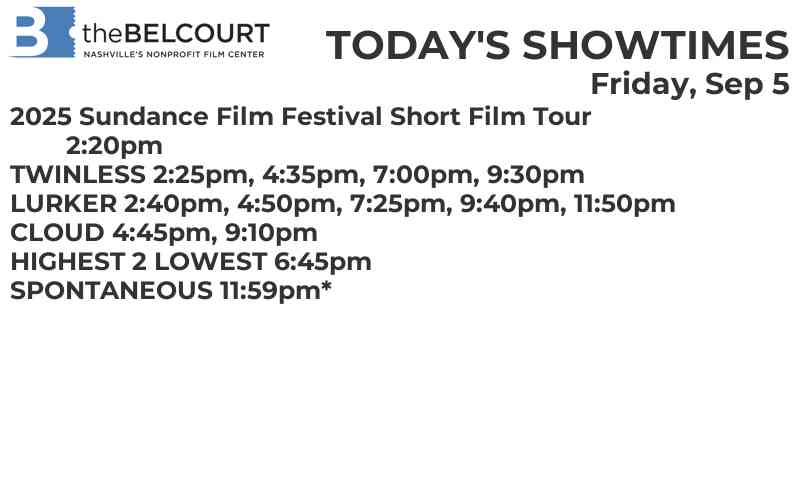 B theBELCOURT
NASHVILLE'S NONPROFIT FILM CENTER
TODAY'S SHOWTIMES
Friday, Sep 5
2025 Sundance Film Festival Short Film Tour
2:20pm
TWINLESS 2:25pm, 4:35pm, 7:00pm, 9:30pm
LURKER 2:40pm, 4:50pm, 7:25pm, 9:40pm, 11:50pm
CLOUD 4:45pm, 9:10pm
HIGHEST 2 LOWEST 6:45pm
SPONTANEOUS 11:59pm*